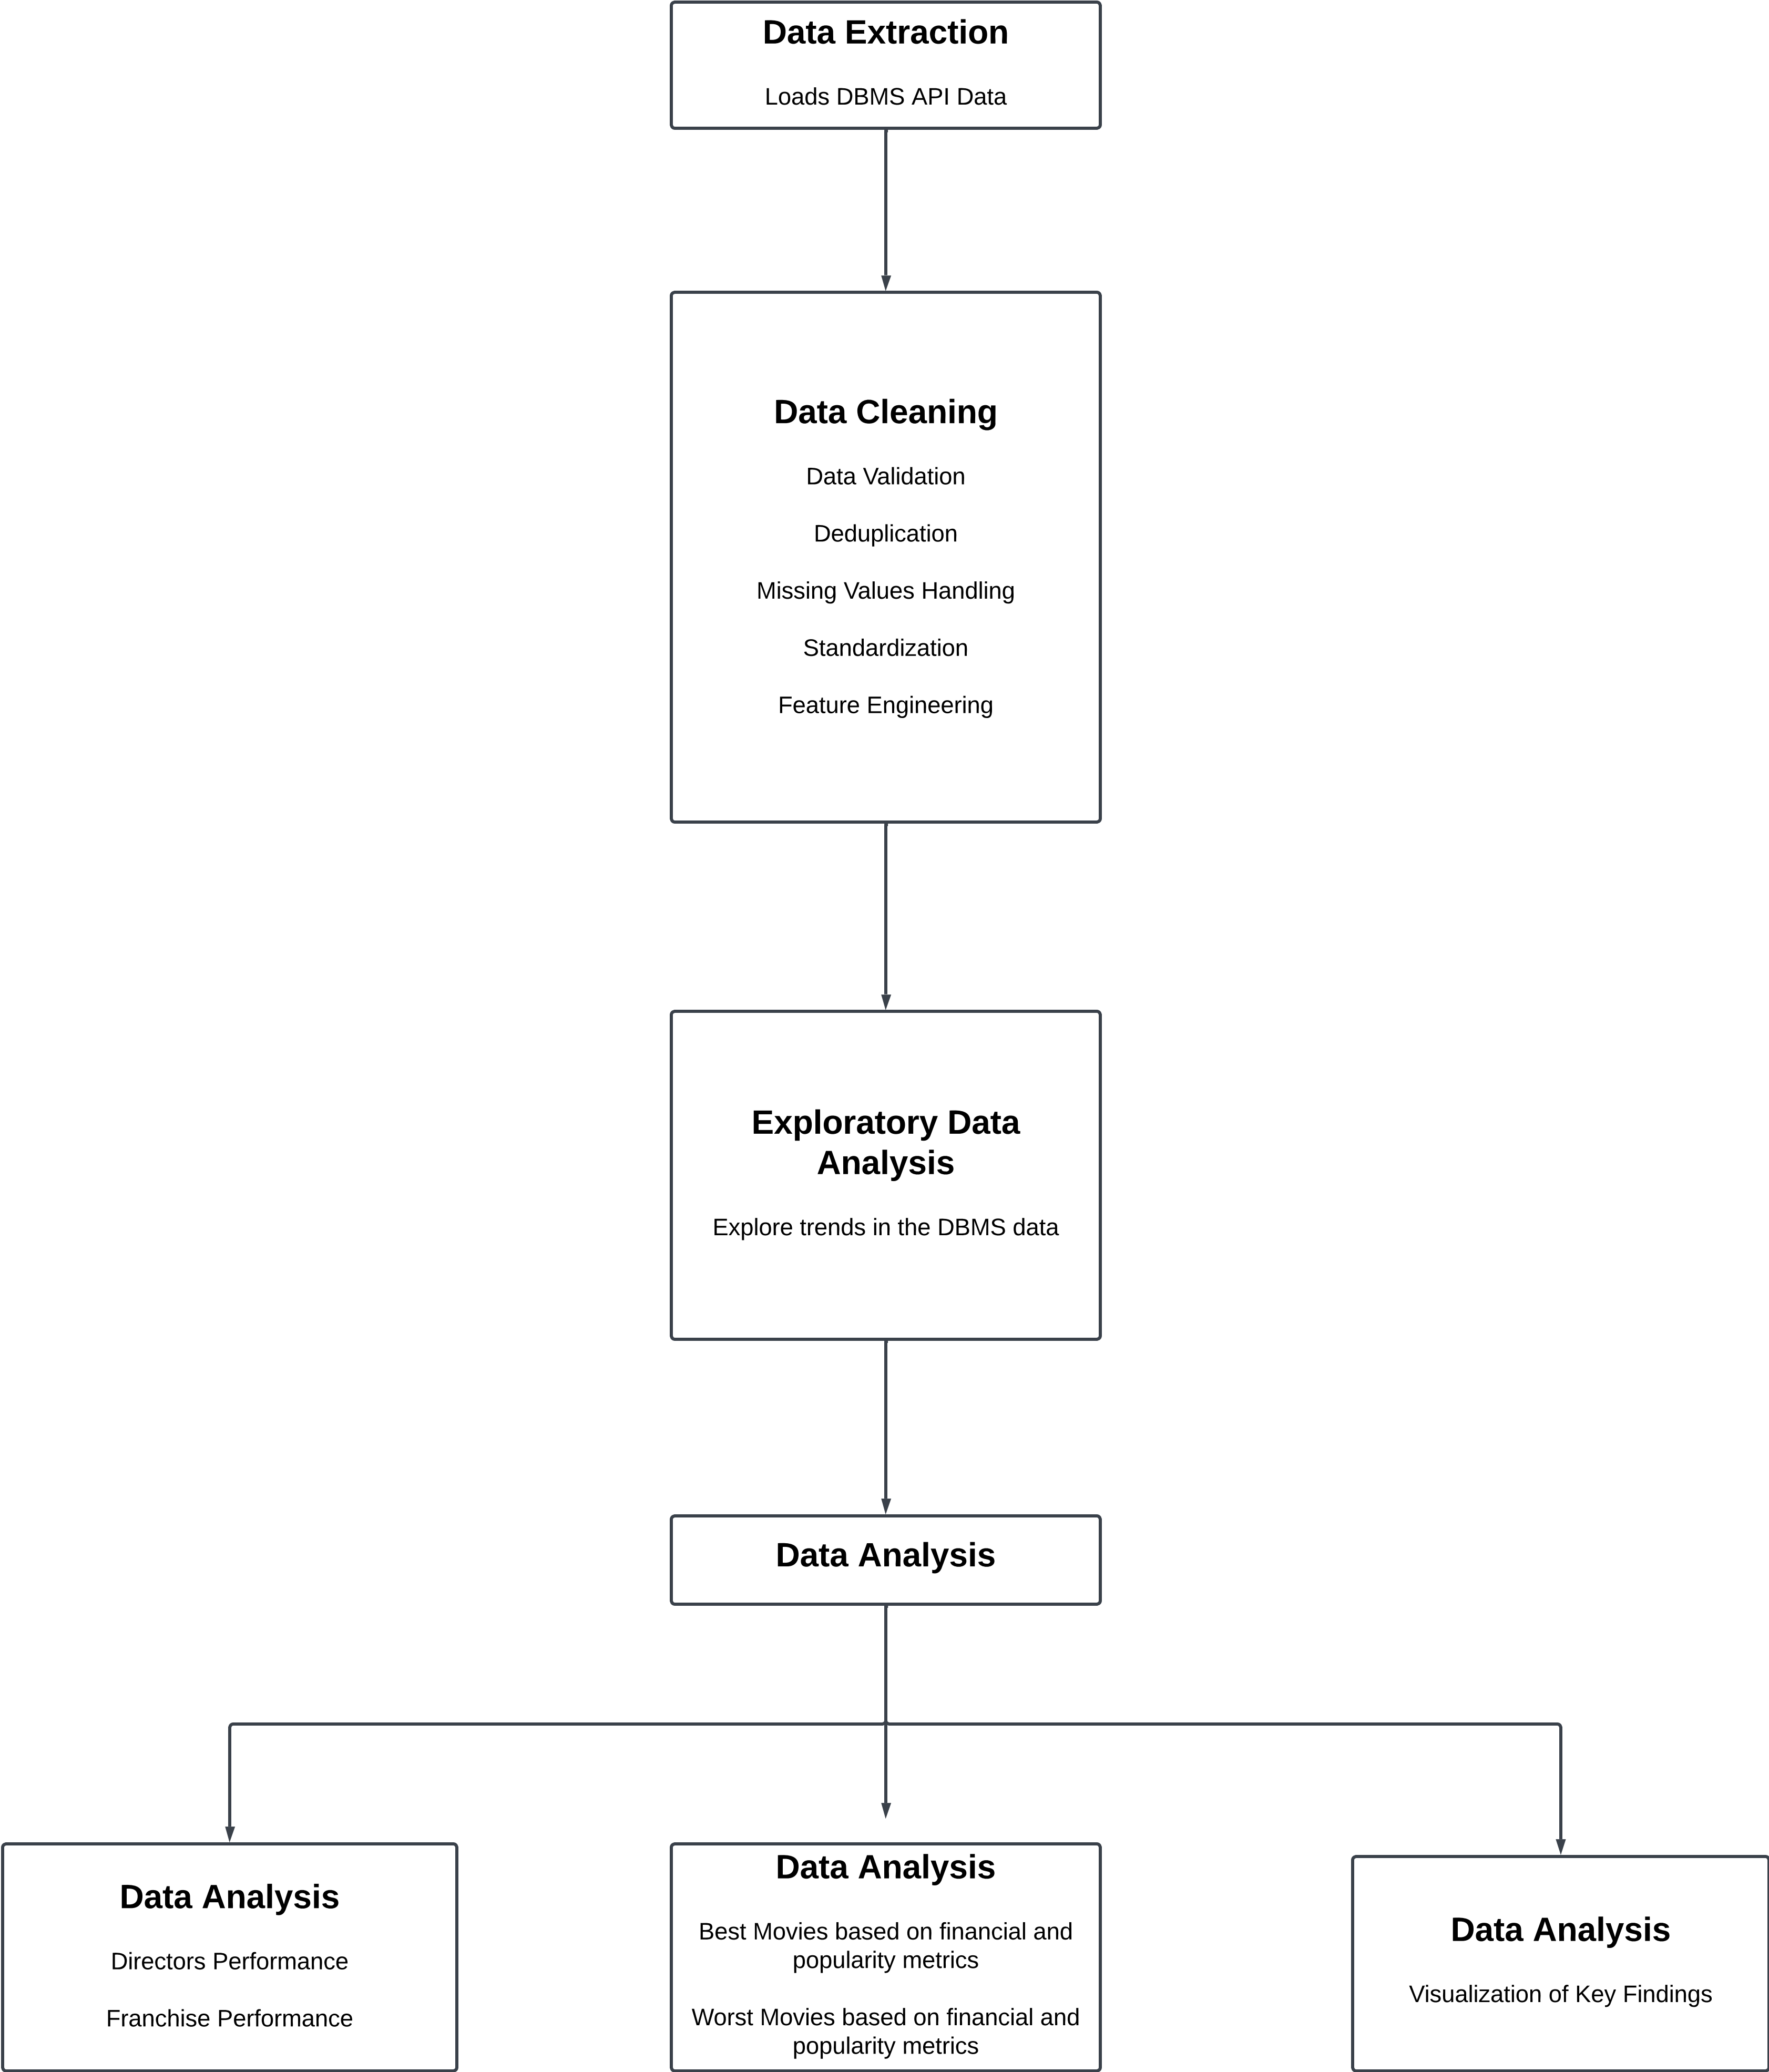 Data Extraction
Loads DBMS API Data
Data Cleaning
Data Validation
Deduplication
Missing Values Handling
Standardization
Feature Engineering
Exploratory Data
Analysis
Explore trends in the DBMS data
Data Analysis
Data Analysis
Directors Performance
Franchise Performance
Data Analysis
Best Movies based on financial and
popularity metrics
Worst Movies based on financial and
popularity metrics
Data Analysis
Visualization of Key Findings